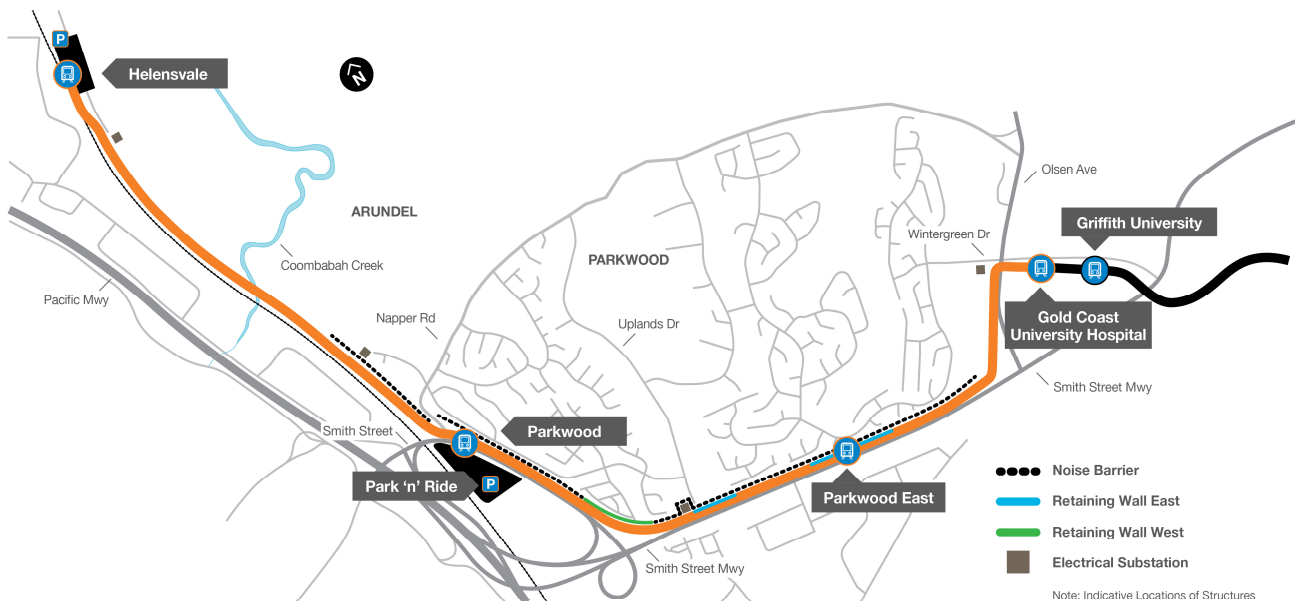 P
Helensvale
N
ARUNDEL
Olsen Ave
Griffith University
Wintergreen Dr
PARKWOOD
Coombabah Creek
Pacific Mwy
Napper Rd
Uplands Dr
Gold Coast
University Hospital
Smith Street Mwy
Smith Street
Parkwood
Park 'n' Ride
P
Parkwood East
Smith Street Mwy
Noise Barrier
Retaining Wall East
Retaining Wall West
Electrical Substation
Note: Indicative Locations of Structures